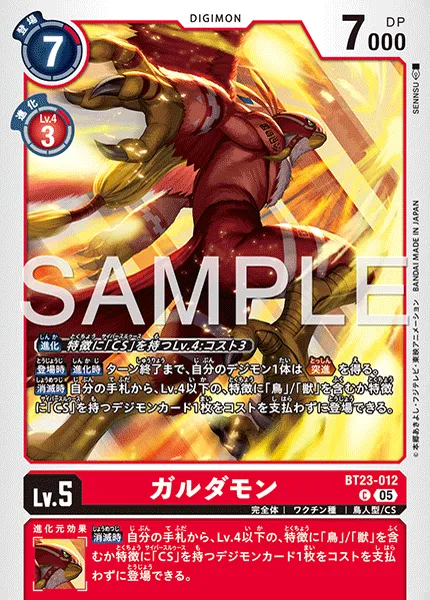 DIGIMON
登場
7
DP
7000
進化
Lv.4
3
SENNSU
SAMPLE
進化 特徴に「CS」を持つLv.4:コスト3
登場時 進化時 ターン終了まで、自分のデジモン1体は 突進 を得る。
消滅時 自分の手札から、Lv.4以下の、特徴に「鳥」/「獣」を含むか特徴
に「CS」を持つデジモンカード1枚をコストを支払わずに登場できる。
©本郷あきよし・フジテレビ・東映アニメーション BANDAI MADE IN JAPAN
BT23-012
Lv.5
ガルダモン
C 05
完全体 | ワクチン種 | 鳥人型/CS
進化元効果
消滅時 自分の手札から、Lv.4以下の、特徴に「鳥」/「獣」を含
むか特徴に「CS」を持つデジモンカード1枚をコストを支払
わずに登場できる。